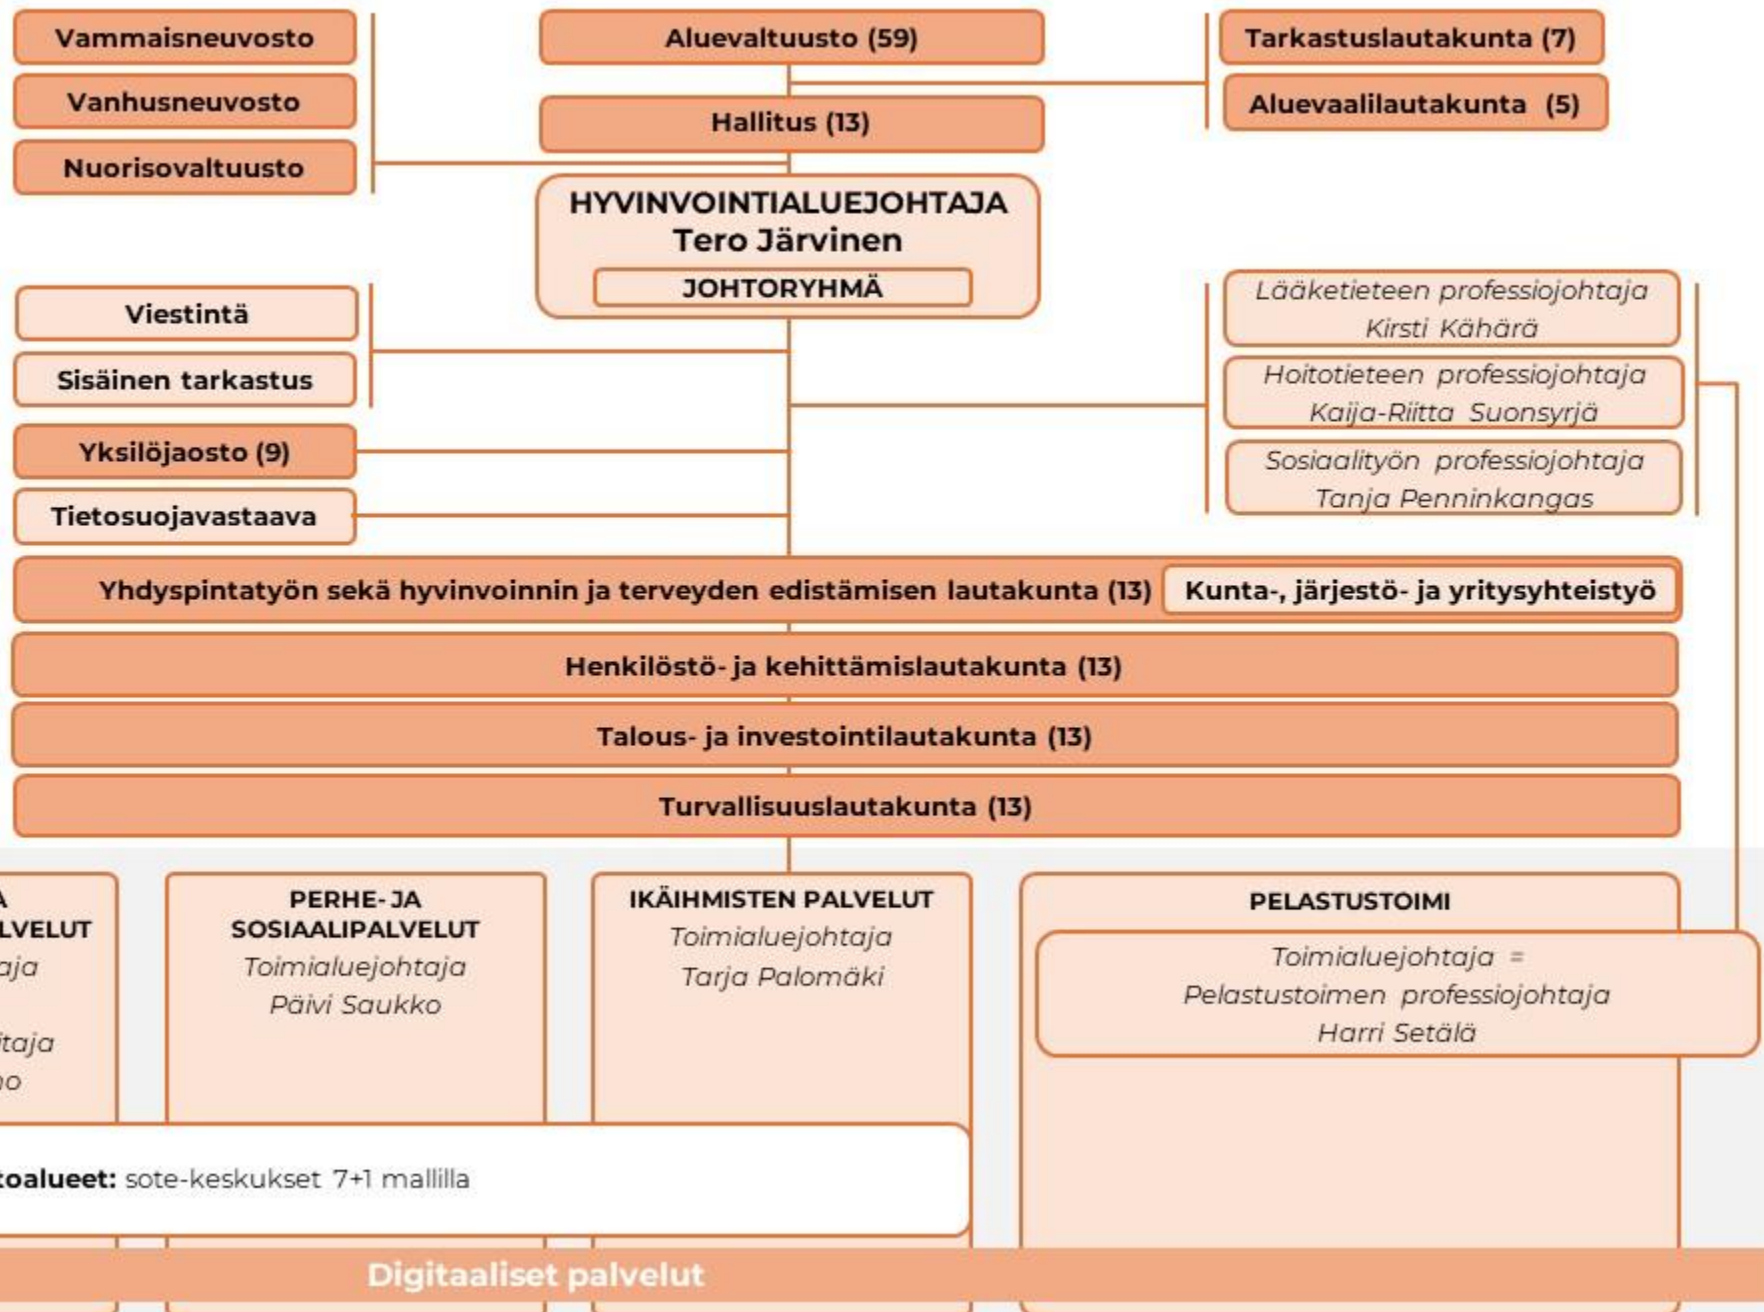 Vammaisneuvosto
Vanhusneuvosto
Nuorisovaltuusto
Aluevaltuusto (59)
Hallitus (13)
Tarkastuslautakunta (7)
Aluevaalilautakunta (5)
HYVINVOINTIALUEJOHTAJA
Tero Järvinen
JOHTORYHMÄ
Viestintä
Sisäinen tarkastus
Yksilöjaosto (9)
Tietosuojavastaava
Lääketieteen professiojohtaja
Kirsti Kähärä
Hoitotieteen professiojohtaja
Kaija-Riitta Suonsyrjä
Sosiaalityön professiojohtaja
Tanja Penninkangas
Yhdyspintatyön sekä hyvinvoinnin ja terveyden edistämisen lautakunta (13)
Kunta-, järjestö- ja yritysyhteistyö
Henkilöstö- ja kehittämislautakunta (13)
Talous- ja investointilautakunta (13)
Turvallisuuslautakunta (13)
PERHE- JA
SOSIAALIPALVELUT
Toimialuejohtaja
Päivi Saukko
IKÄIHMISTEN PALVELUT
Toimialuejohtaja
Tarja Palomäki
PELASTUSTOIMI
Toimialuejohtaja =
Pelastustoimen professiojohtaja
Harri Setälä
toalueet: sote-keskukset 7+1 mallilla
Digitaaliset palvelut